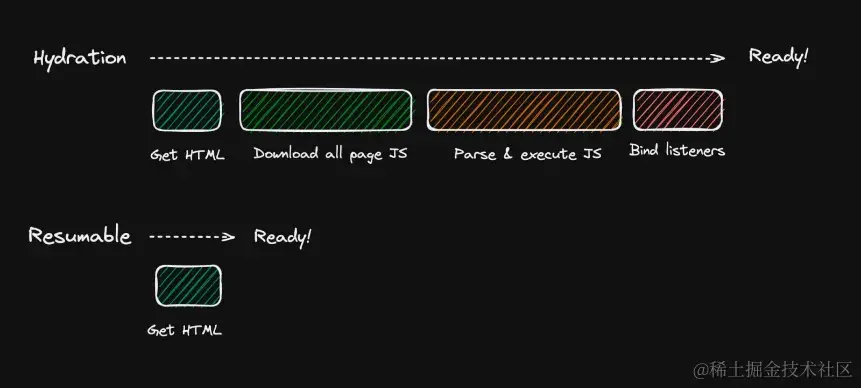 Hydration
Ready!
Get HTML
Download all page JS
Parse & execute JS
Bind listeners
Resumable
Ready!
Get HTML
@稀土掘金技术社区